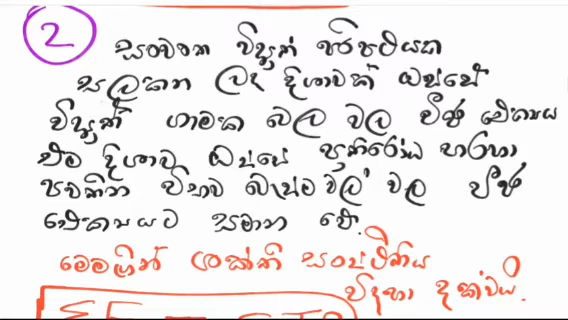 2 සංවෘත විද්‍යුත් පරිපථයක
සලකන ලද දිශාවක් ඔස්සේ
විද්‍යුත් ගාමක බල වල වීජ ඓක්‍යය
එම දිශාව ඔස්සේ ප්‍රතිරෝධ හරහා
පවතින විභව බැස්ම වල් වල වීජ
ඓක්‍යයට සමාන වේ.
මෙමගින් ශක්ති සංස්ථිතිය
විදහා දක්වයි.